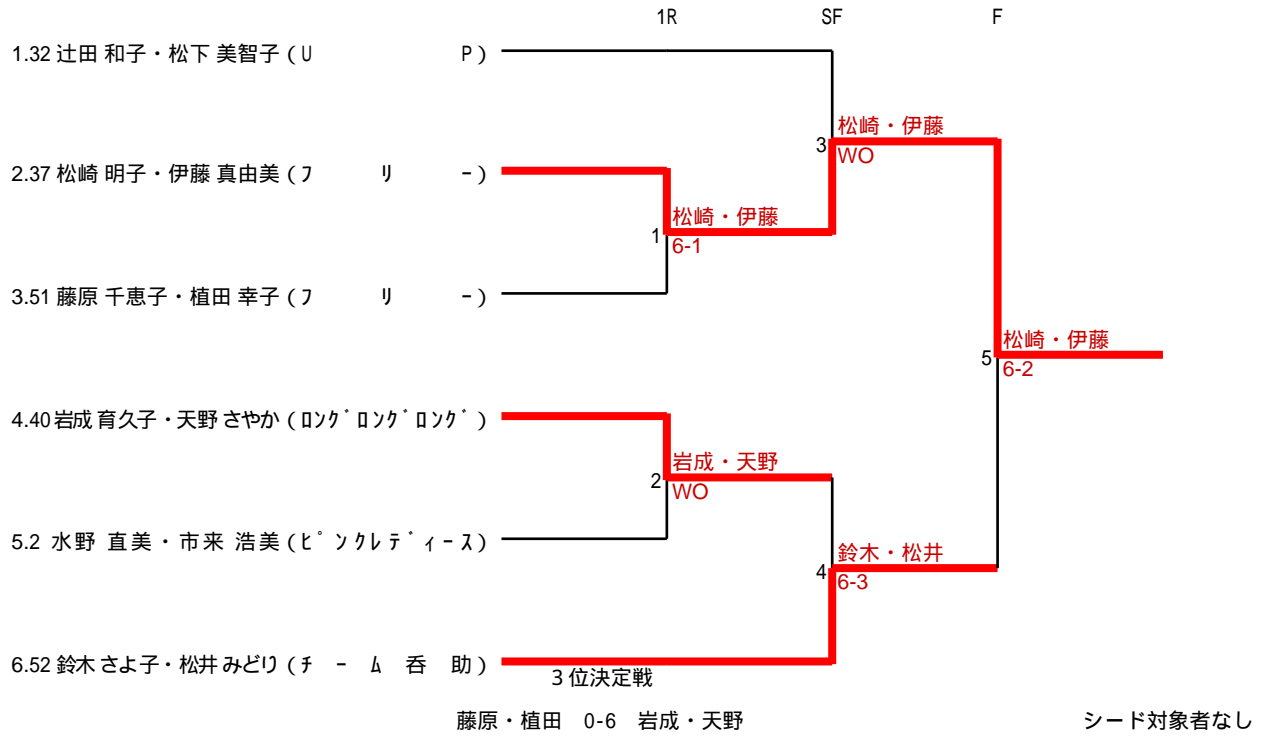 1R SF F
1.32 辻田 和子・松下 美智子 ( U P )
松崎・伊藤
3
WO
2.37 松崎 明子・伊藤 真由美 ( フ リ ー )
松崎・伊藤
1
6-1
3.51 藤原 千恵子・植田 幸子 ( フ リ ー )
松崎・伊藤
5
6-2
4.40 岩成 育久子・天野 さやか ( ﾛﾝｸﾞﾛﾝｸﾞﾛﾝｸﾞ )
岩成・天野
2
WO
5.2 水野 直美・市来 浩美 ( ﾋﾟﾝｸﾚﾃﾞｨｰｽ )
鈴木・松井
4
6-3
6.52 鈴木 さよ子・松井 みどり ( チ ー ム 呑 助 )
3 位決定戦
藤原・植田 0-6 岩成・天野 シード対象者なし